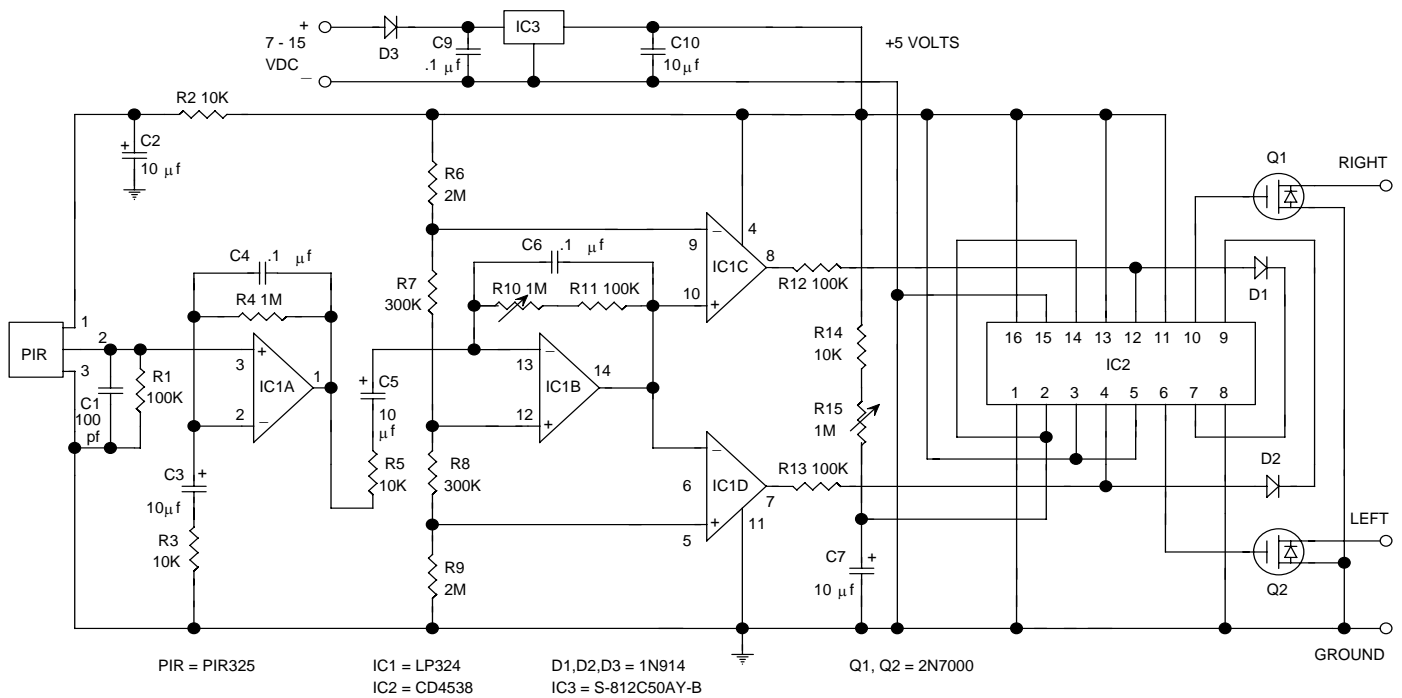 +
7 - 15
VDC
−
D3
C9
.1 μf
IC3
C10
10 μf
+5 VOLTS
R2 10K
+
C2
10 μf
R6
2M
Q1
RIGHT
C4 .1 μf
R4 1M
R7
300K
C6 .1 μf
R10 1M
R11 100K
− 4
9
IC1C
8
10
+
R12 100K
D1
PIR
1
2
3
C1
100
pf
R1
100K
+
3
IC1A
1
2
−
+
C5
10
μf
R5
10K
−
13
IC1B
14
12
+
R14
10K
R15
1M
16 15 14 13 12 11 10 9
IC2
1 2 3 4 5 6 7 8
C3 +
10μf
R3
10K
R8
300K
R9
2M
−
6
IC1D
7
+
5
11
R13 100K
D2
C7 +
10 μf
LEFT
Q2
GROUND
PIR = PIR325
IC1 = LP324
IC2 = CD4538
D1,D2,D3 = 1N914
IC3 = S-812C50AY-B
Q1, Q2 = 2N7000